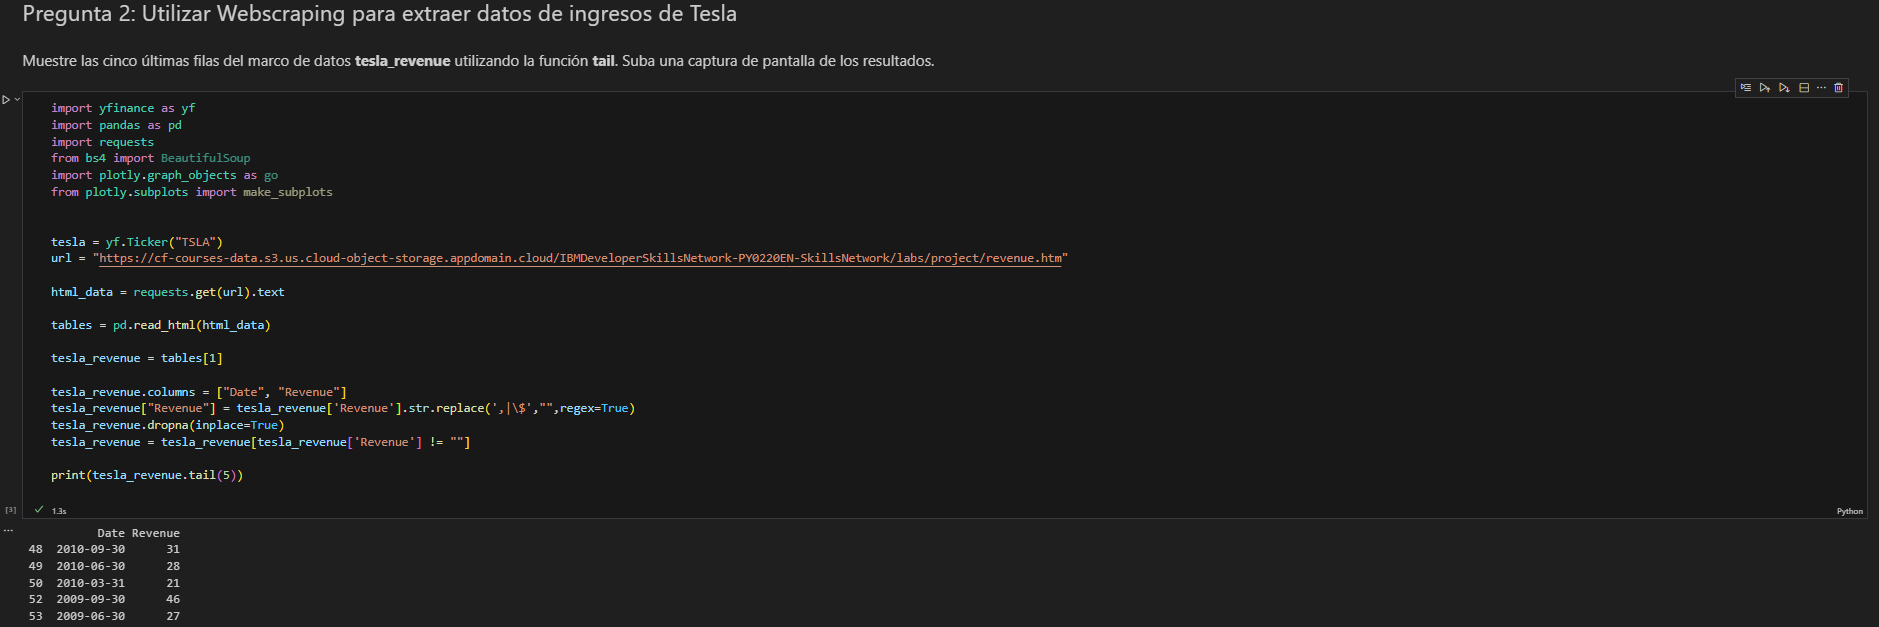 Pregunta 2: Utilizar Webscraping para extraer datos de ingresos de Tesla
Muestre las cinco últimas filas del marco de datos tesla_revenue utilizando la función tail. Suba una captura de pantalla de los resultados.
import yfinance as yf
import pandas as pd
import requests
from bs4 import BeautifulSoup
import plotly.graph_objects as go
from plotly.subplots import make_subplots
tesla = yf.Ticker("TSLA")
url = "https://cf-courses-data.s3.us.cloud-object-storage.appdomain.cloud/IBMDeveloperSkillsNetwork-PY0220EN-SkillsNetwork/labs/project/revenue.htm"
html_data = requests.get(url).text
tables = pd.read_html(html_data)
tesla_revenue = tables[1]
tesla_revenue.columns = ["Date", "Revenue"]
tesla_revenue["Revenue"] = tesla_revenue['Revenue'].str.replace(',|\$',"",regex=True)
tesla_revenue.dropna(inplace=True)
tesla_revenue = tesla_revenue[tesla_revenue['Revenue'] != ""]
print(tesla_revenue.tail(5))
[3] 1.3s Python
Date Revenue
48 2010-09-30 31
49 2010-06-30 28
50 2010-03-31 21
52 2009-09-30 46
53 2009-06-30 27